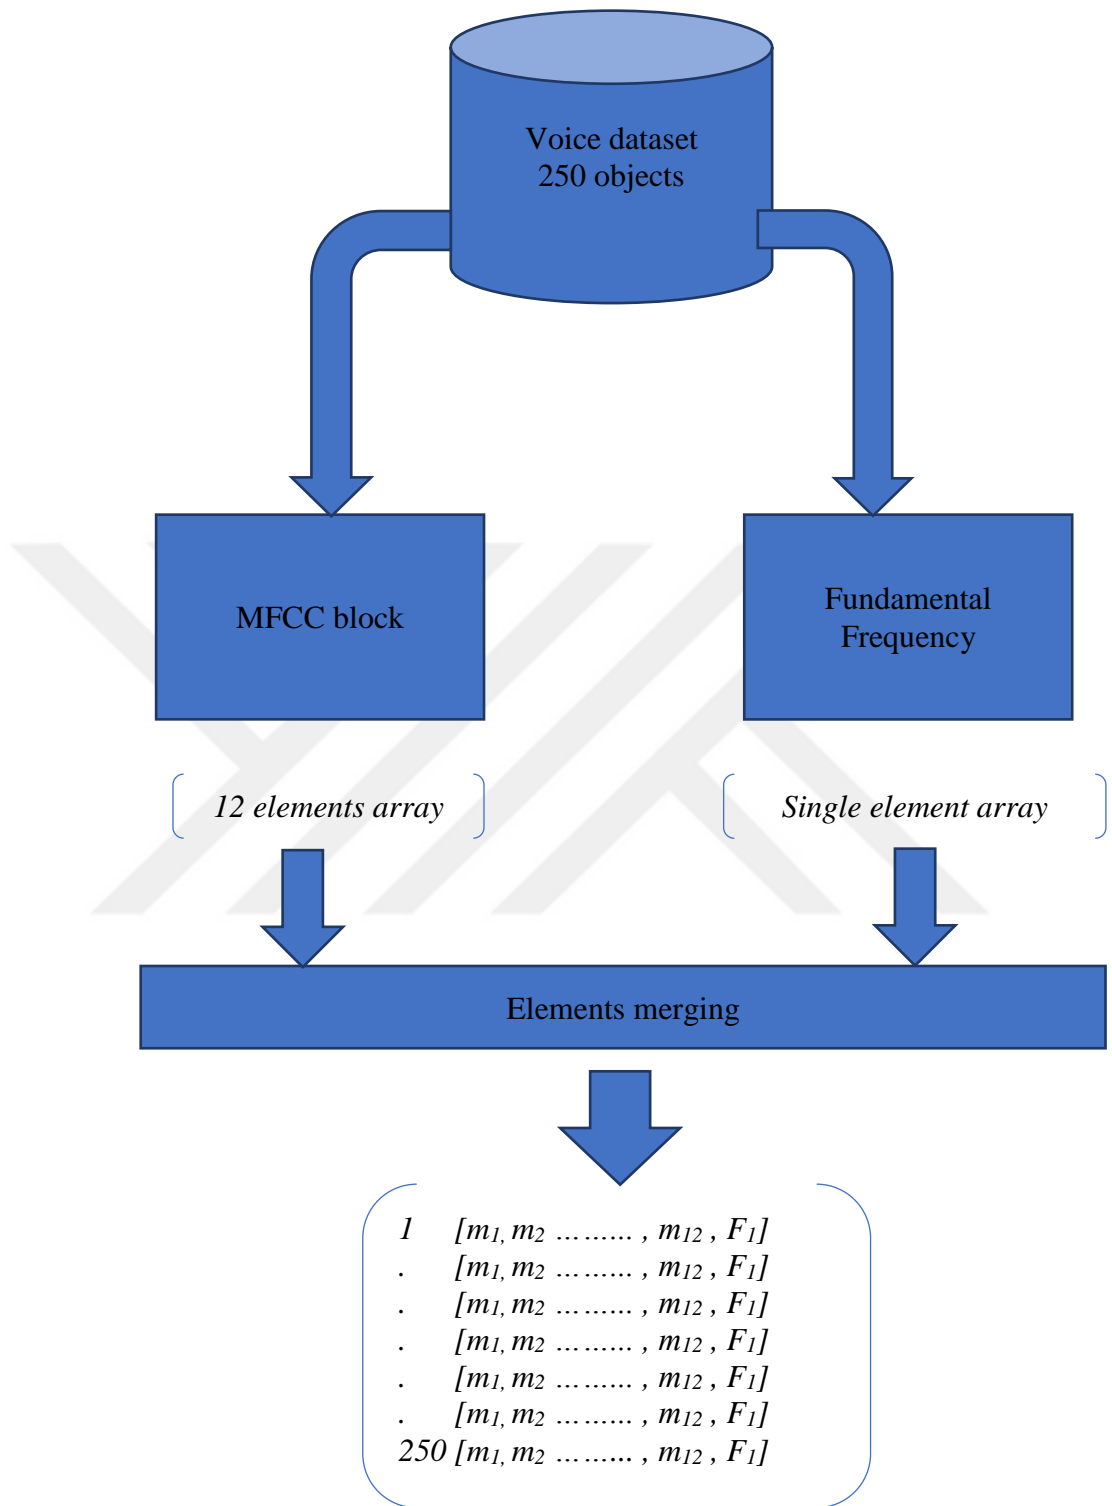 Voice dataset
250 objects
MFCC block
Fundamental
Frequency
12 elements array
Single element array
Elements merging
1 [m1, m2 ………, m12 , F1]
. [m1, m2 ………, m12 , F1]
. [m1, m2 ………, m12 , F1]
. [m1, m2 ………, m12 , F1]
. [m1, m2 ………, m12 , F1]
. [m1, m2 ………, m12 , F1]
250 [m1, m2 ………, m12 , F1]